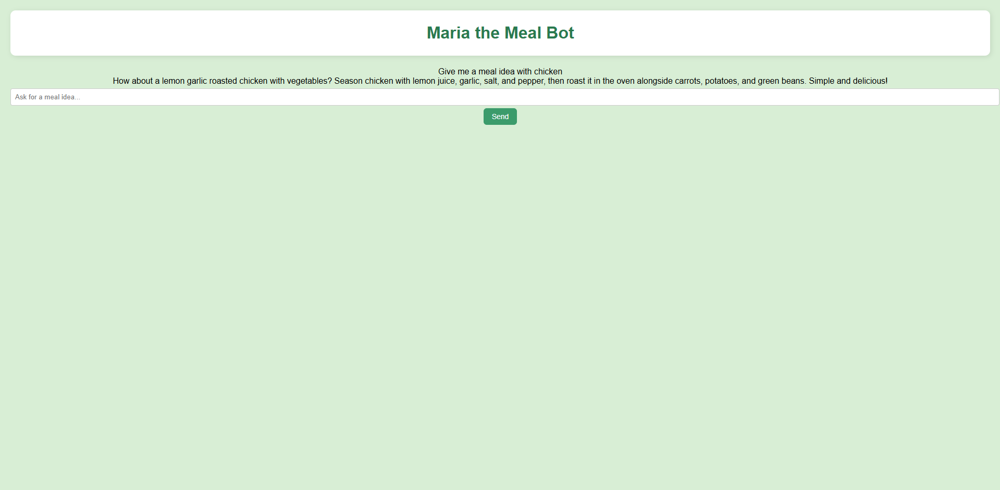 Maria the Meal Bot
Give me a meal idea with chicken
How about a lemon garlic roasted chicken with vegetables? Season chicken with lemon juice, garlic, salt, and pepper, then roast it in the oven alongside carrots, potatoes, and green beans. Simple and delicious!
Ask for a meal idea...
Send